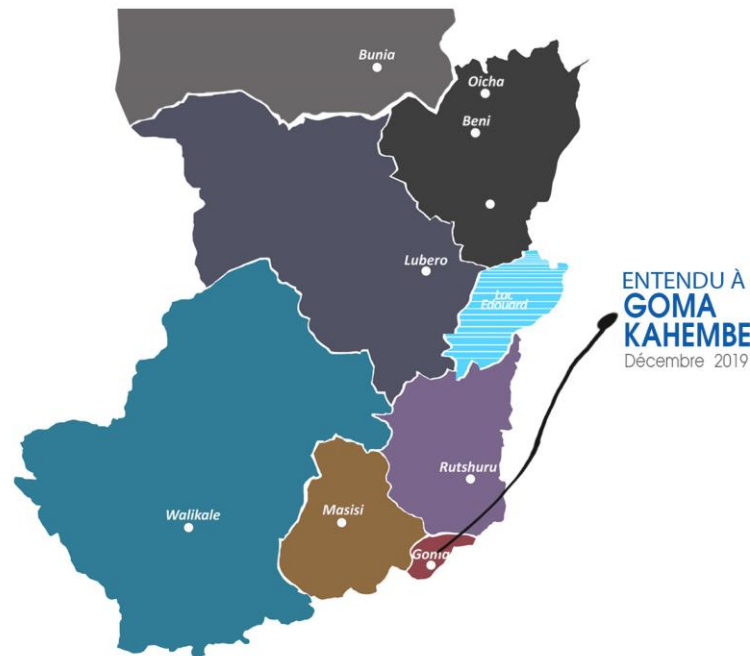 Bunia
Oicha
Beni
Lubero
Lac
Edouard
ENTENDU À
GOMA
KAHEMBE
Décembre 2019
Rutshuru
Masisi
Walikale
Goma